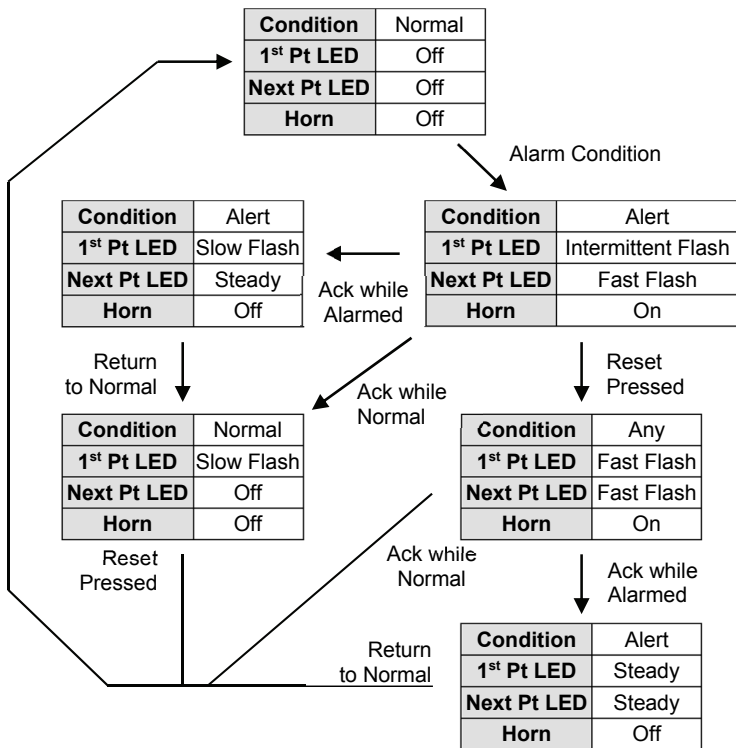 Condition Normal
1st Pt LED Off
Next Pt LED Off
Horn Off
Alarm Condition
Condition Alert
1st Pt LED Slow Flash
Next Pt LED Steady
Horn Off
Ack while
Alarmed
Condition Alert
1st Pt LED Intermittent Flash
Next Pt LED Fast Flash
Horn On
Return
to Normal
Ack while
Normal
Reset
Pressed
Condition Normal
1st Pt LED Slow Flash
Next Pt LED Off
Horn Off
Condition Any
1st Pt LED Fast Flash
Next Pt LED Fast Flash
Horn On
Reset
Pressed
Ack while
Normal
Ack while
Alarmed
Return
to Normal
Condition Alert
1st Pt LED Steady
Next Pt LED Steady
Horn Off